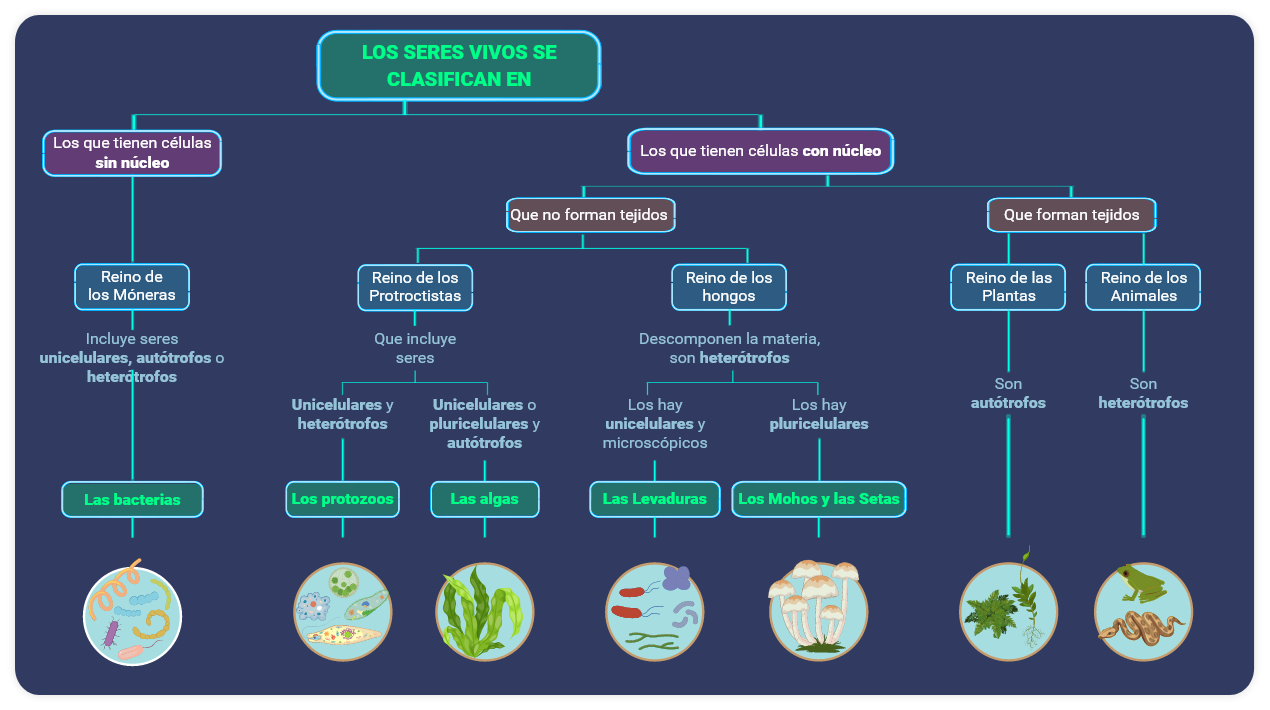 LOS SERES VIVOS SE
CLASIFICAN EN
Los que tienen células
sin núcleo
Los que tienen células con núcleo
Que no forman tejidos
Que forman tejidos
Reino de
los Móneras
Reino de los
Protroctistas
Reino de los
hongos
Reino de las
Plantas
Reino de los
Animales
Incluye seres
unicelulares, autótrofos o
heterótrofos
Que incluye
seres
Descomponen la materia,
son heterótrofos
Unicelulares y
heterótrofos
Unicelulares o
pluricelulares y
autótrofos
Los hay
unicelulares y
microscópicos
Los hay
pluricelulares
Son
autótrofos
Son
heterótrofos
Las bacterias
Los protozoos
Las algas
Las Levaduras
Los Mohos y las Setas